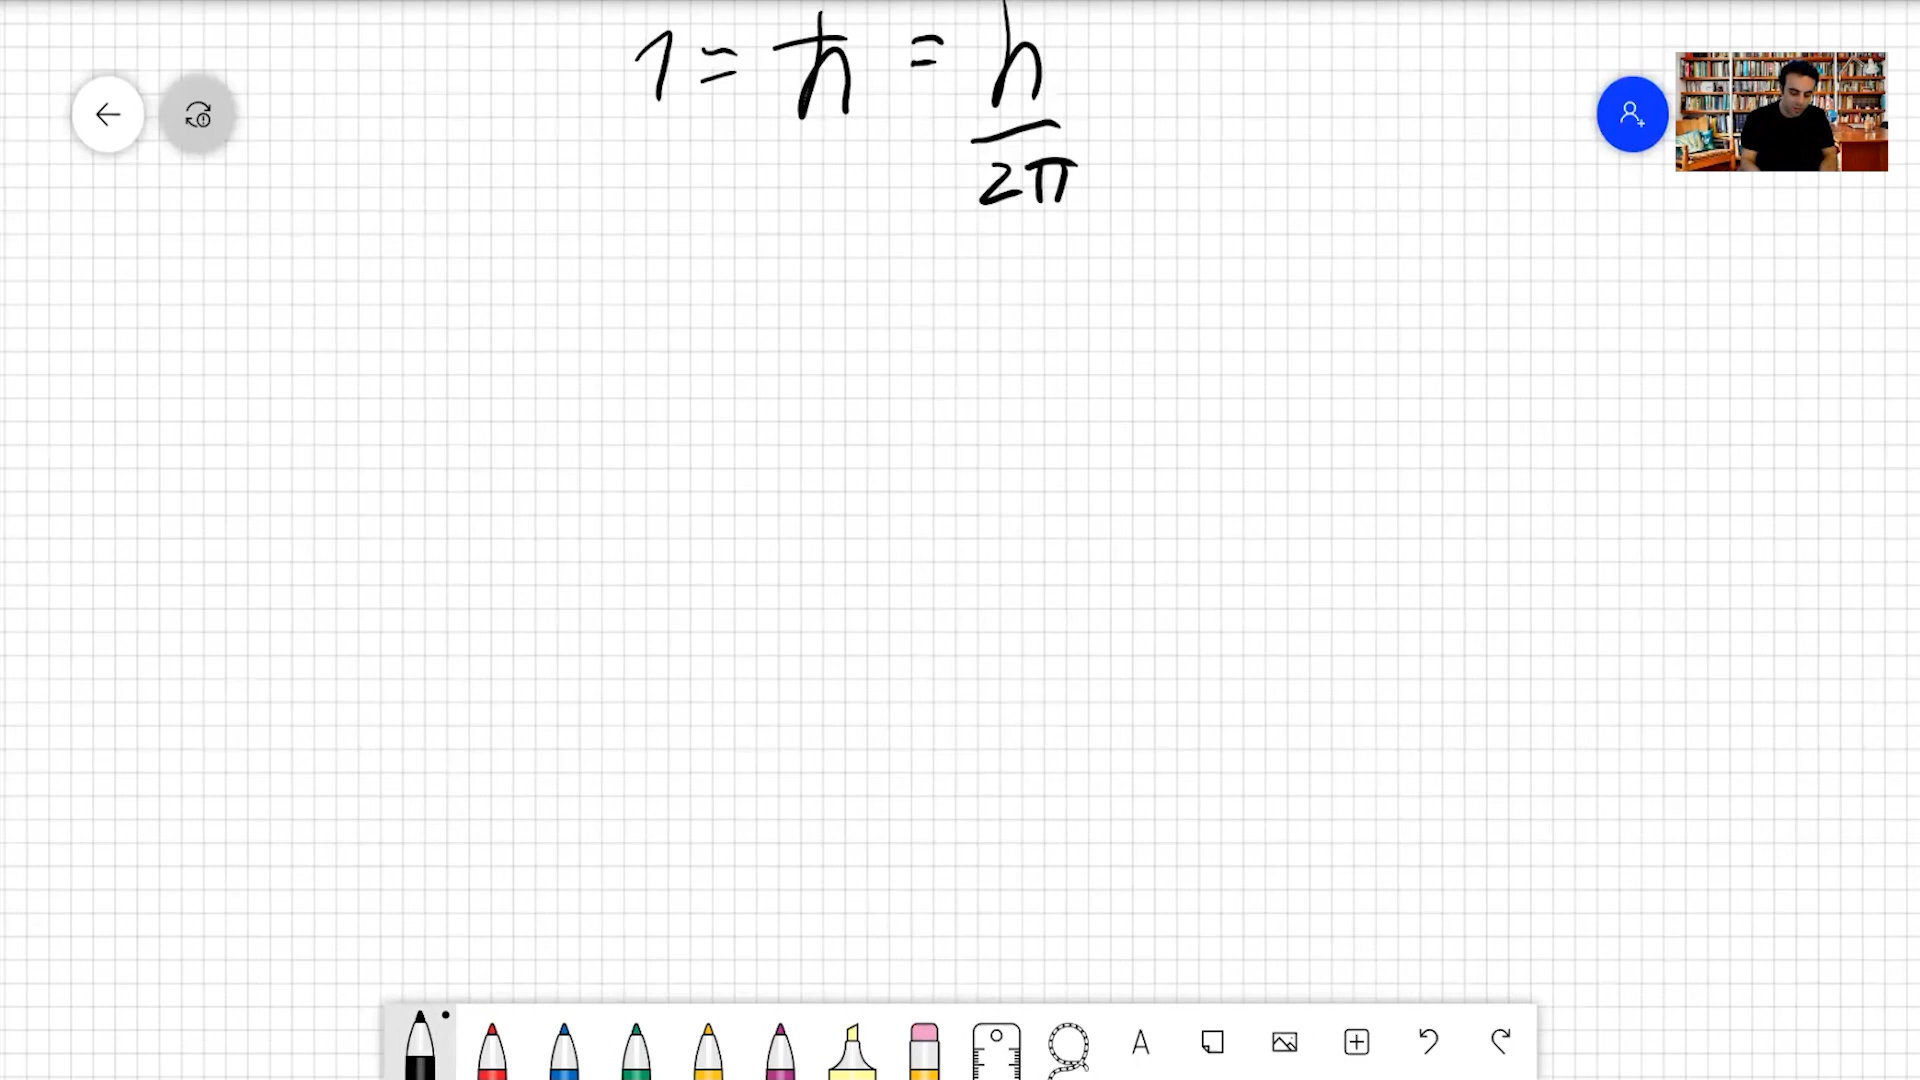 1 = ħ = h
2π
A